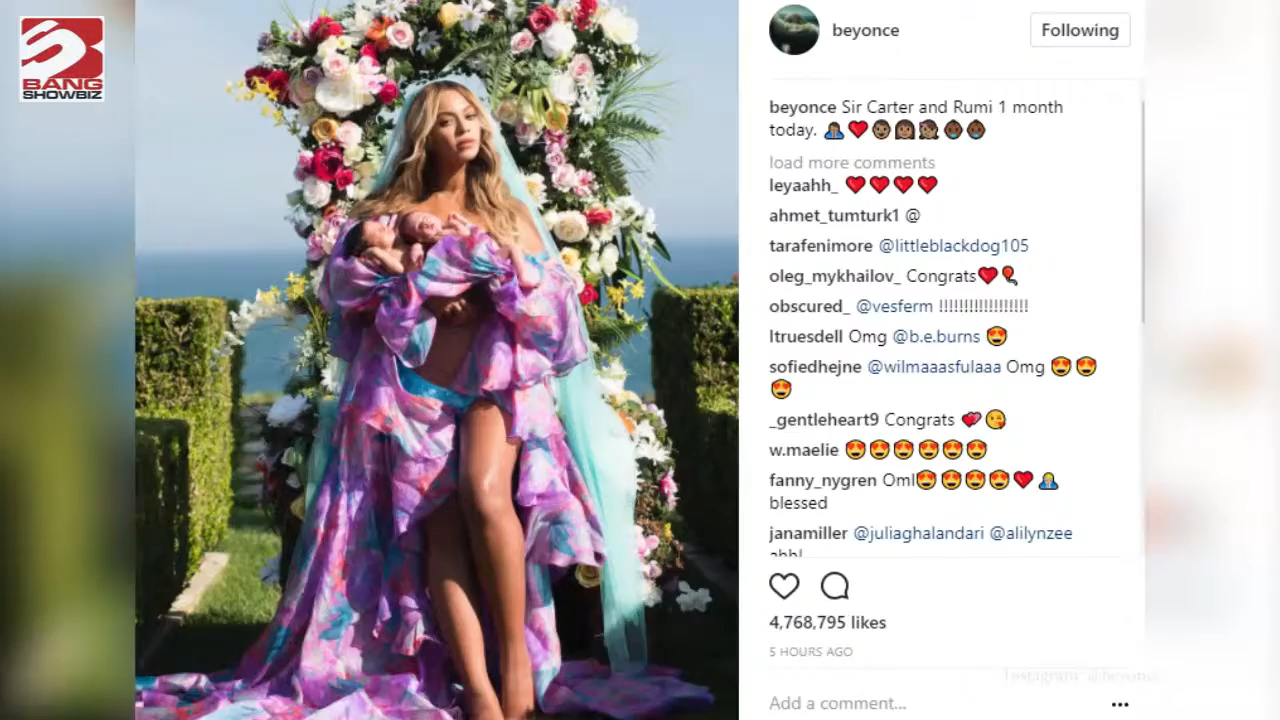 BANG
SHOWBIZ
beyonce
Following
beyonce Sir Carter and Rumi 1 month
today. 🤱🏽❤️👨🏽👩🏽👧🏽👶🏾👶🏾
load more comments
leyaahh_ ❤️❤️❤️❤️
ahmet_tumturk1 @
tarafenimore @littleblackdog105
oleg_mykhailov_ Congrats❤️🎈
obscured_ @vesferm !!!!!!!!!!!!!!!!!!
ltruesdell Omg @b.e.burns 😍
sofiedhejne @wilmaaasfulaaa Omg 😍😍
😍
_gentleheart9 Congrats 💕😘
w.maelie 😍😍😍😍😍😍
fanny_nygren Oml😍😍😍😍❤️🤱
blessed
janamiller @juliaghalandari @alilynzee
4,768,795 likes
5 HOURS AGO
Instagram: @beyonce
Add a comment...